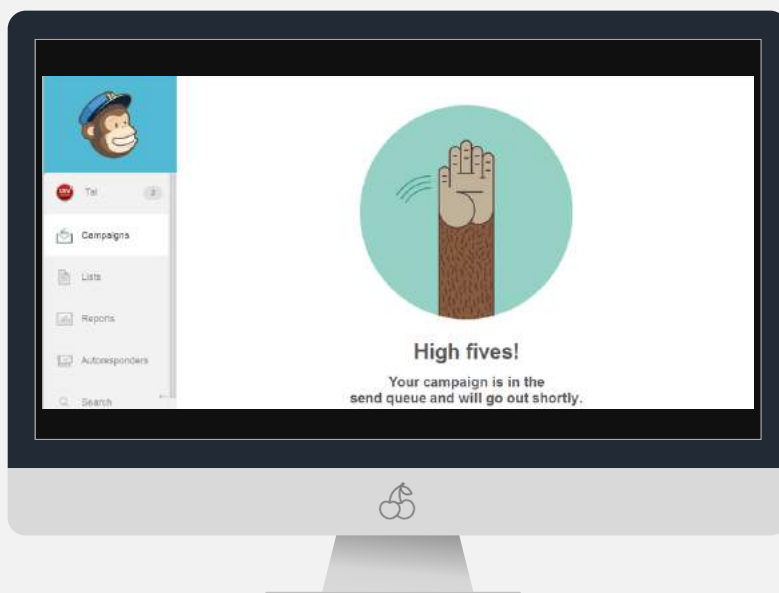 Tal 2
Campaigns
Lists
Reports
Autoresponders
Search
High fives!
Your campaign is in the
send queue and will go out shortly.